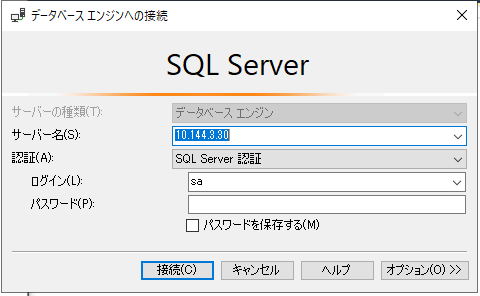 データベース エンジンへの接続
SQL Server
サーバーの種類(T): データベース エンジン
サーバー名(S): 10.144.3.30
認証(A): SQL Server 認証
ログイン(L): sa
パスワード(P):
パスワードを保存する(M)
接続(C) キャンセル ヘルプ オプション(O) >>